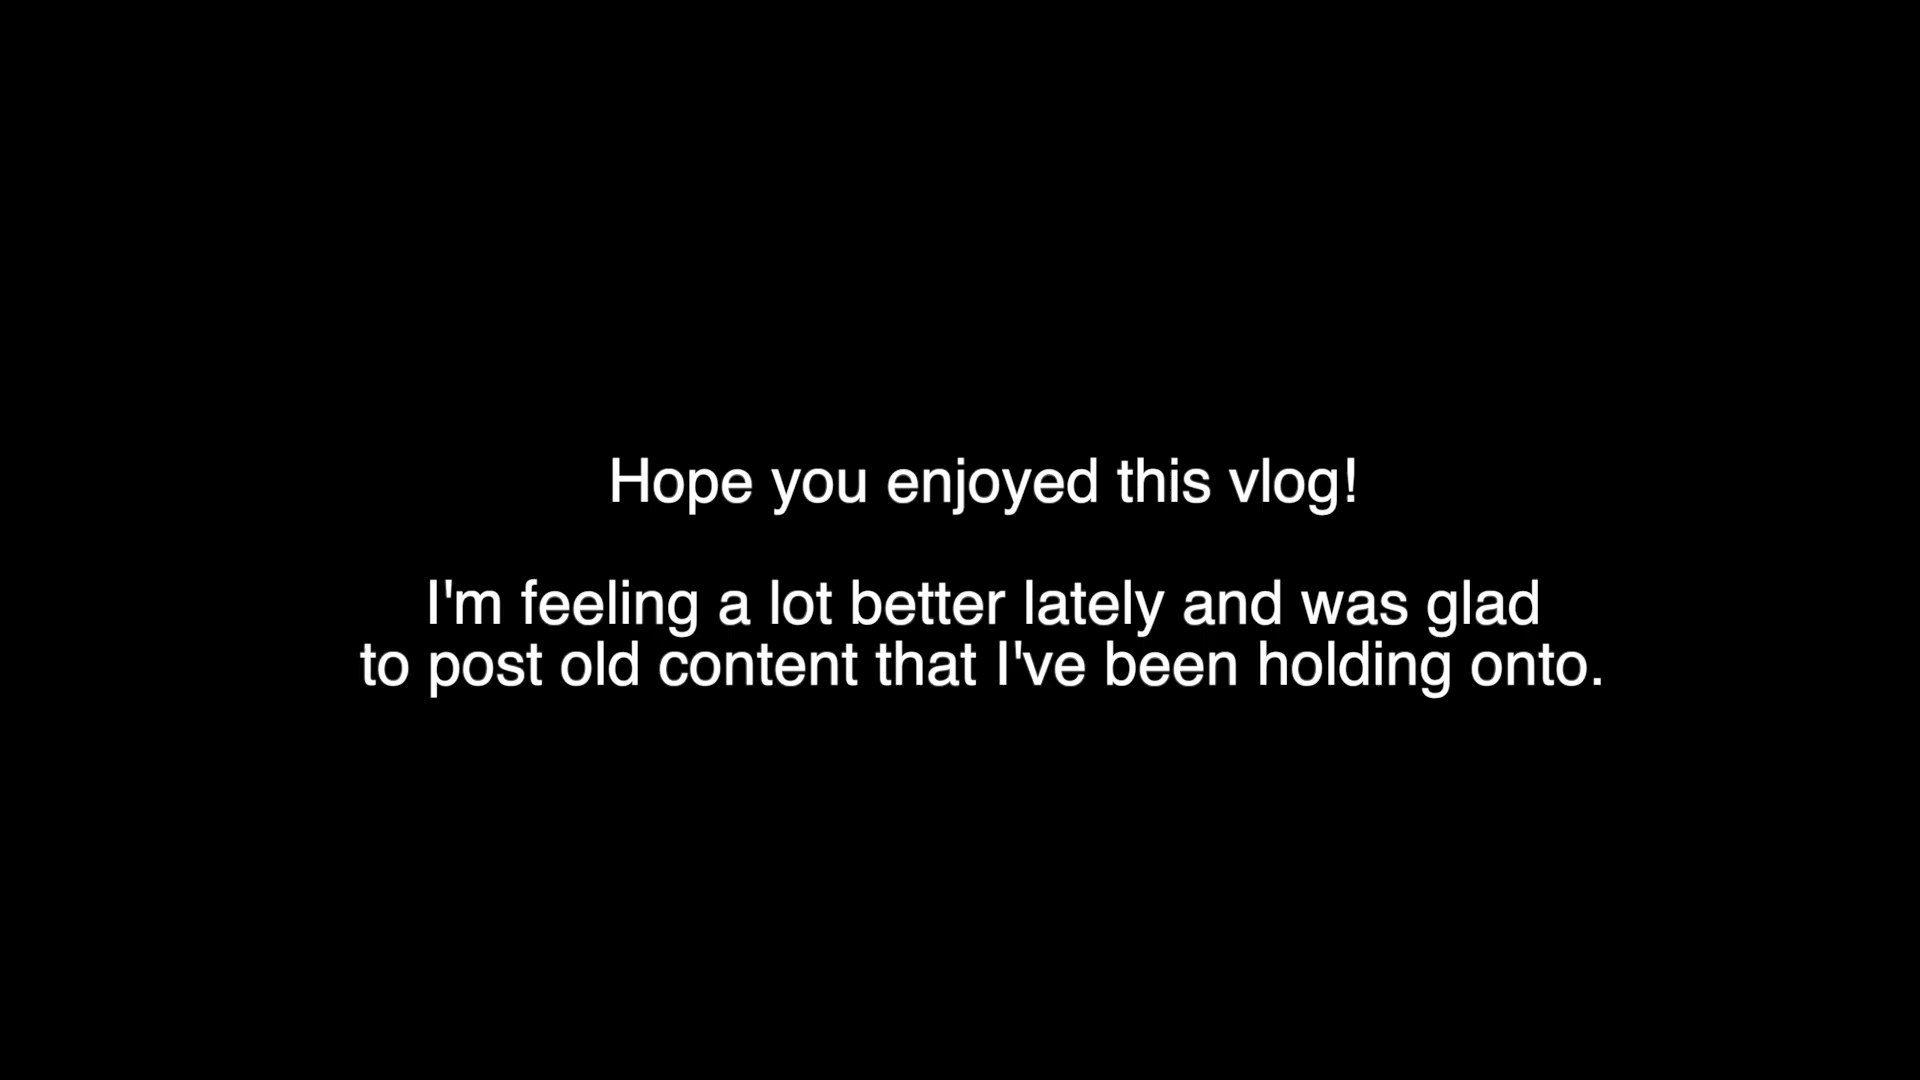 Hope you enjoyed this vlog!
I'm feeling a lot better lately and was glad
to post old content that I've been holding onto.